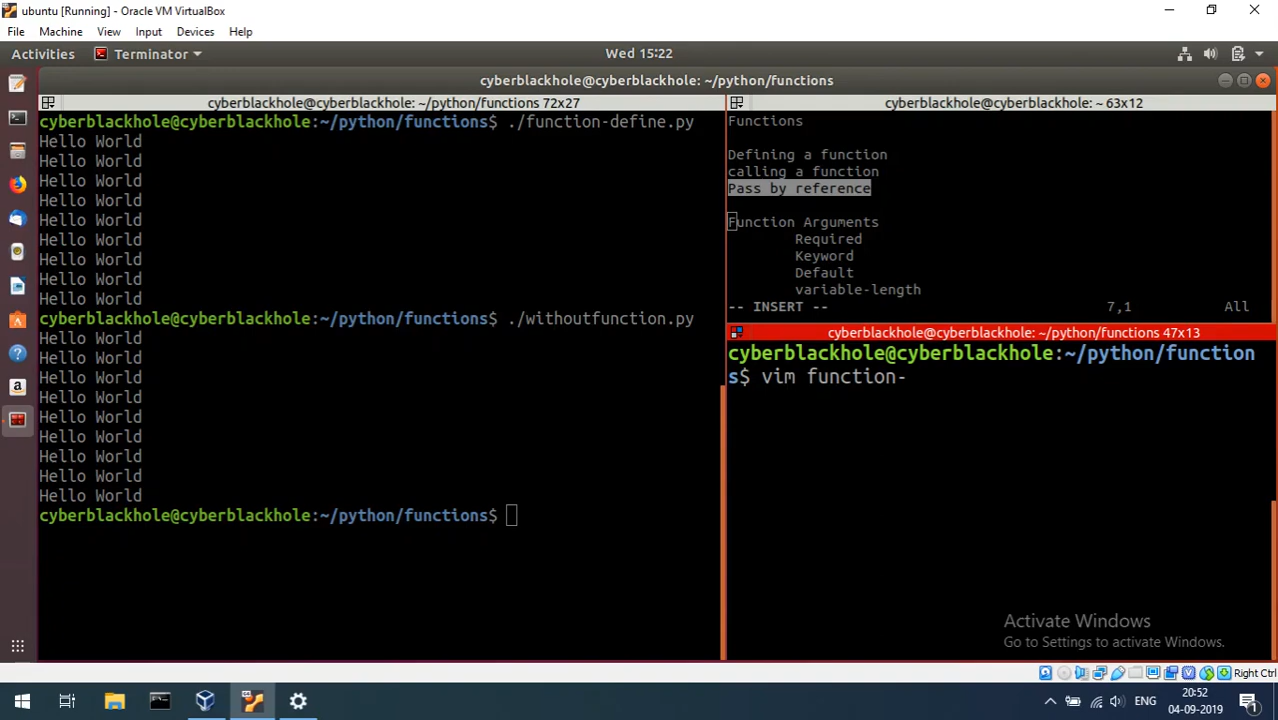 ubuntu [Running] - Oracle VM VirtualBox
File Machine View Input Devices Help
Activities Terminator Wed 15:22
cyberblackhole@cyberblackhole: ~/python/functions
cyberblackhole@cyberblackhole: ~/python/functions 72x27
cyberblackhole@cyberblackhole:~/python/functions$ ./function-define.py
Hello World
Hello World
Hello World
Hello World
Hello World
Hello World
Hello World
Hello World
Hello World
cyberblackhole@cyberblackhole:~/python/functions$ ./withoutfunction.py
Hello World
Hello World
Hello World
Hello World
Hello World
Hello World
Hello World
Hello World
Hello World
cyberblackhole@cyberblackhole:~/python/functions$
cyberblackhole@cyberblackhole: ~ 63x12
Functions
Defining a function
calling a function
Pass by reference
Function Arguments
Required
Keyword
Default
variable-length
-- INSERT -- 7,1 All
cyberblackhole@cyberblackhole: ~/python/functions 47x13
cyberblackhole@cyberblackhole:~/python/function
s$ vim function-
Activate Windows
Go to Settings to activate Windows.
Right Ctrl
ENG
20:52
04-09-2019
1